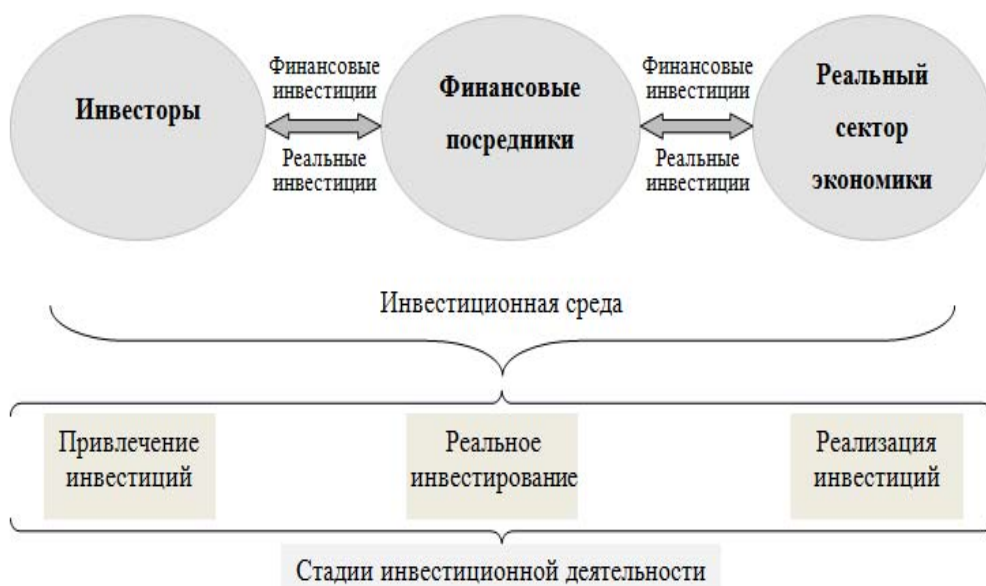 Инвесторы
Финансовые
инвестиции
Реальные
инвестиции
Финансовые
посредники
Финансовые
инвестиции
Реальные
инвестиции
Реальный
сектор
экономики
Инвестиционная среда
Привлечение
инвестиций
Реальное
инвестирование
Реализация
инвестиций
Стадии инвестиционной деятельности